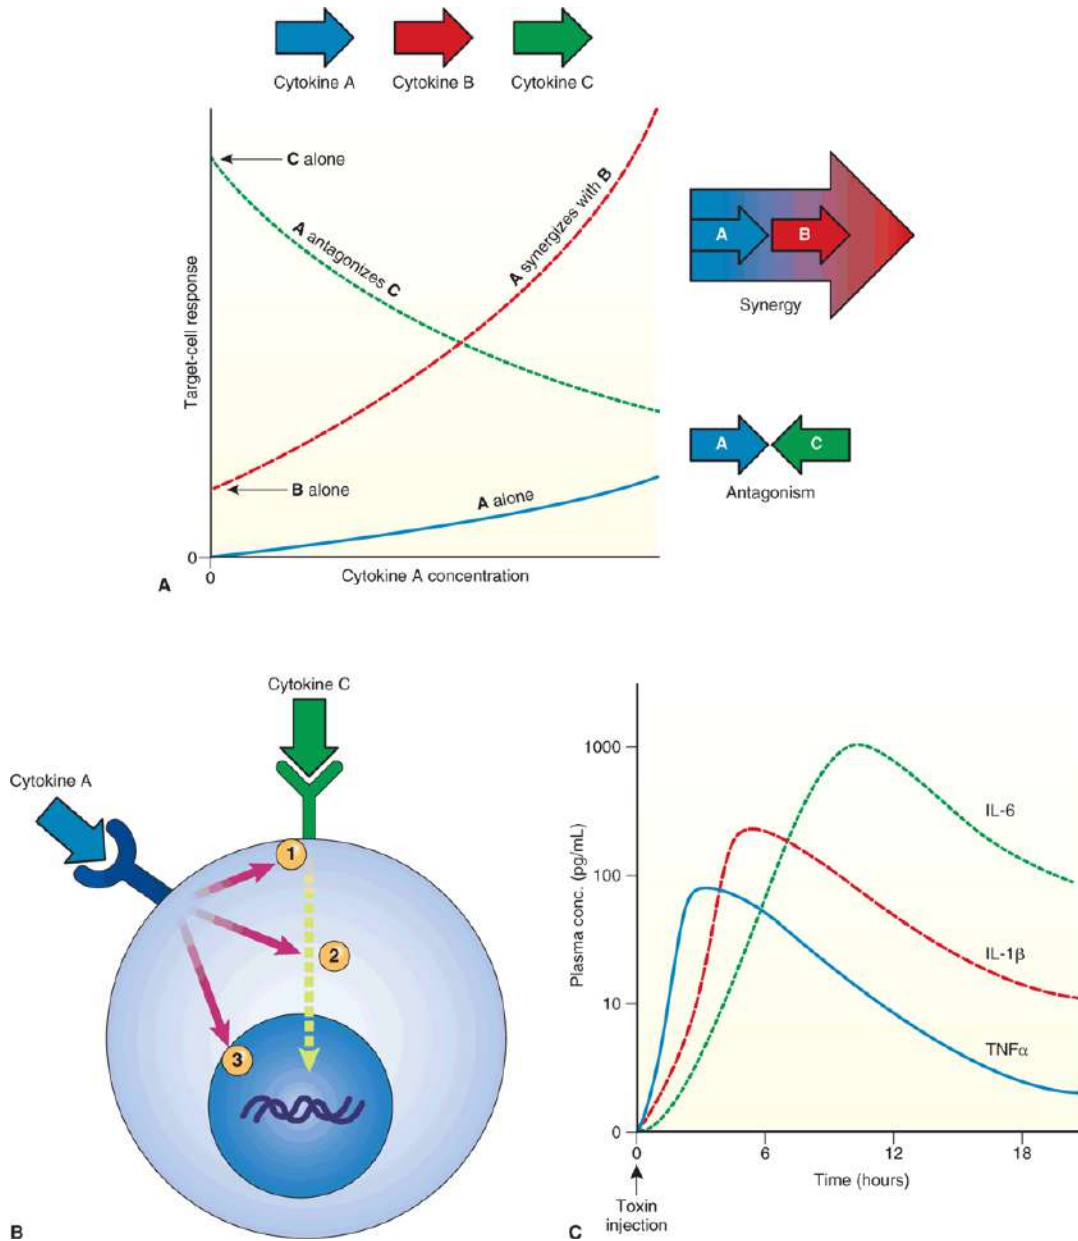 Cytokine A
Cytokine B
Cytokine C
C alone
A antagonizes C
A synergizes with B
B alone
A alone
Target-cell response
0
0
Cytokine A concentration
A
A
B
Synergy
A
C
Antagonism
Cytokine C
Cytokine A
1
2
3
B
Plasma conc. (pg/mL)
1000
100
10
0
IL-6
IL-1β
TNFα
0
6
12
18
Time (hours)
Toxin
injection
C